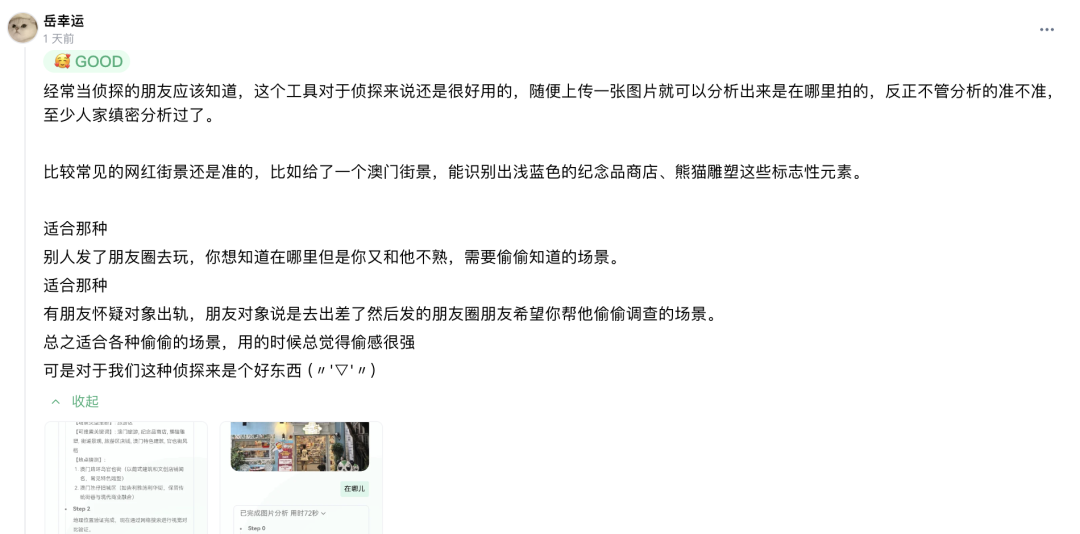 岳幸运
1 天前
🥰 GOOD
经常当侦探的朋友应该知道，这个工具对于侦探来说还是很好用的，随便上传一张图片就可以分析出来是在哪里拍的，反正不管分析的准不准，
至少人家缜密分析过了。
比较常见的网红街景还是准的，比如给了一个澳门街景，能识别出浅蓝色的纪念品商店、熊猫雕塑这些标志性元素。
适合那种
别人发了朋友圈去玩，你想知道在哪里但是你又和他不熟，需要偷偷知道的场景。
适合那种
有朋友怀疑对象出轨，朋友对象说是去出差了然后发的朋友圈朋友希望你帮他偷偷调查的场景。
总之适合各种偷偷的场景，用的时候总觉得偷感很强
可是对于我们这种侦探来是个好东西 (〃'▽'〃)
收起
Step 2
在哪儿
已完成图片分析 用时72秒
Step 0